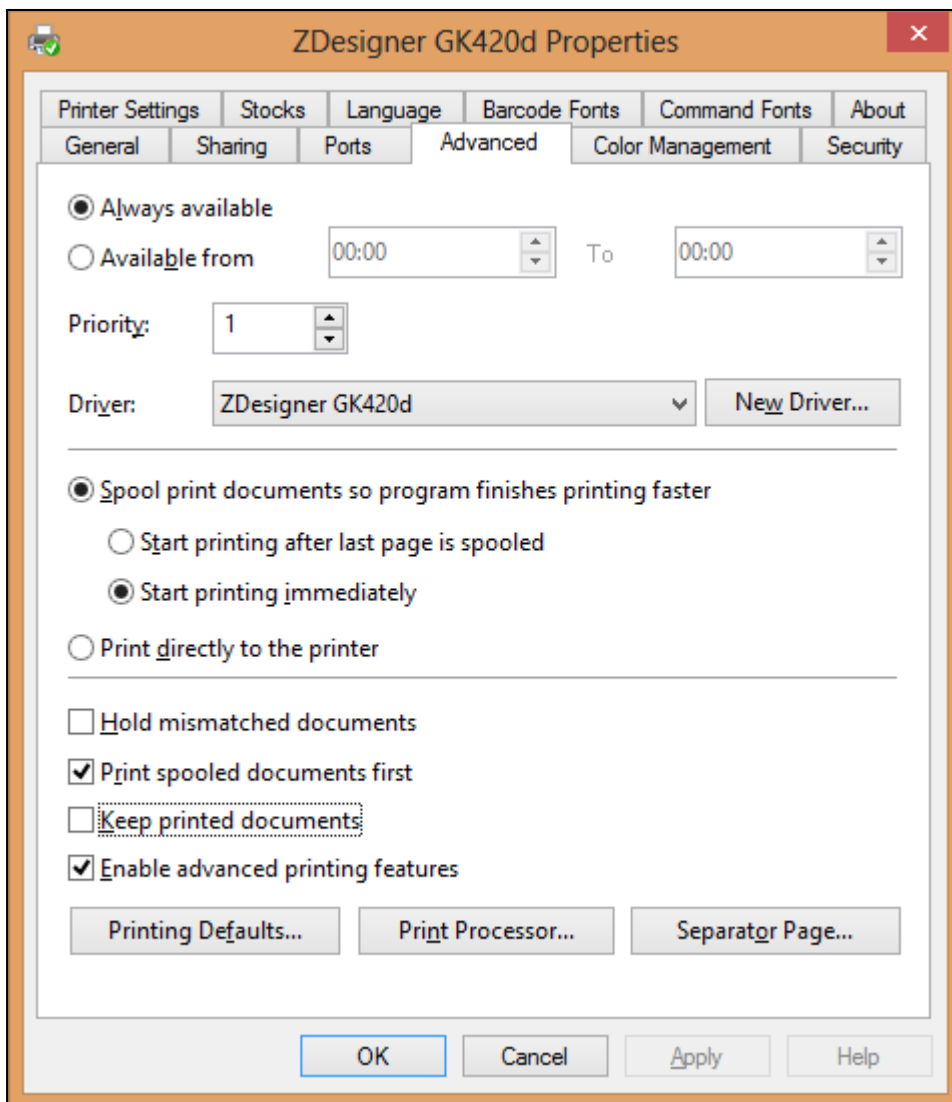 ZDesigner GK420d Properties
Printer Settings Stocks Language Barcode Fonts Command Fonts About
General Sharing Ports Advanced Color Management Security
Always available
Available from 00:00 To 00:00
Priority: 1
Driver: ZDesigner GK420d New Driver...
Spool print documents so program finishes printing faster
Start printing after last page is spooled
Start printing immediately
Print directly to the printer
Hold mismatched documents
Print spooled documents first
Keep printed documents
Enable advanced printing features
Printing Defaults... Print Processor... Separator Page...
OK Cancel Apply Help